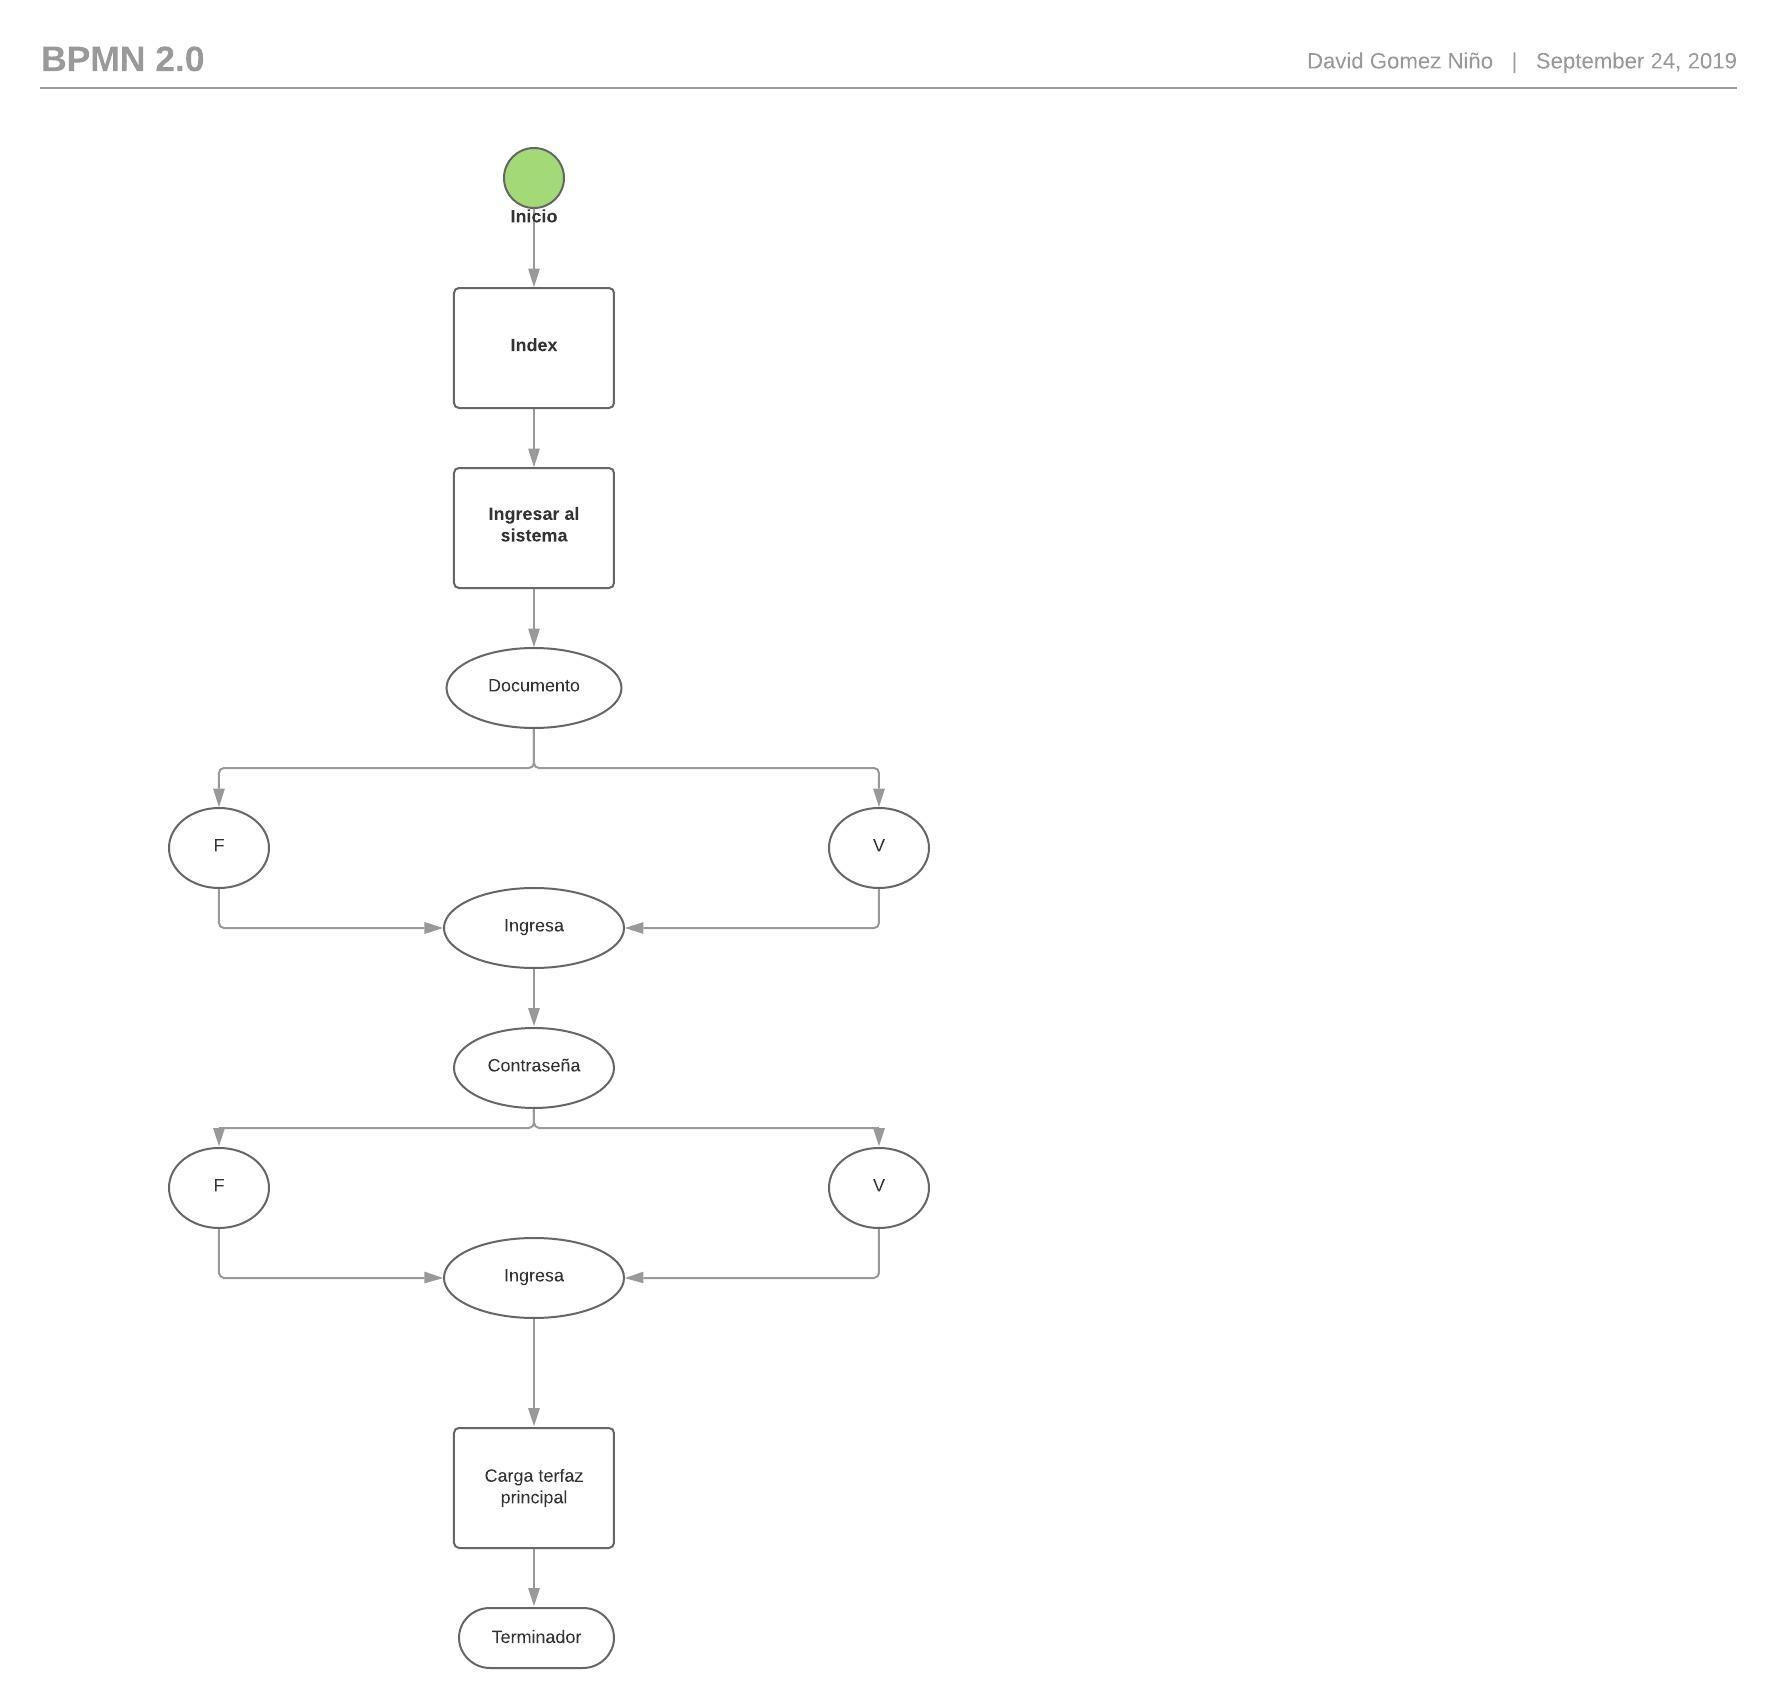 BPMN 2.0
David Gomez Niño | September 24, 2019
Inicio
Index
Ingresar al
sistema
Documento
F
V
Ingresa
Contraseña
F
V
Ingresa
Carga terfaz
principal
Terminador